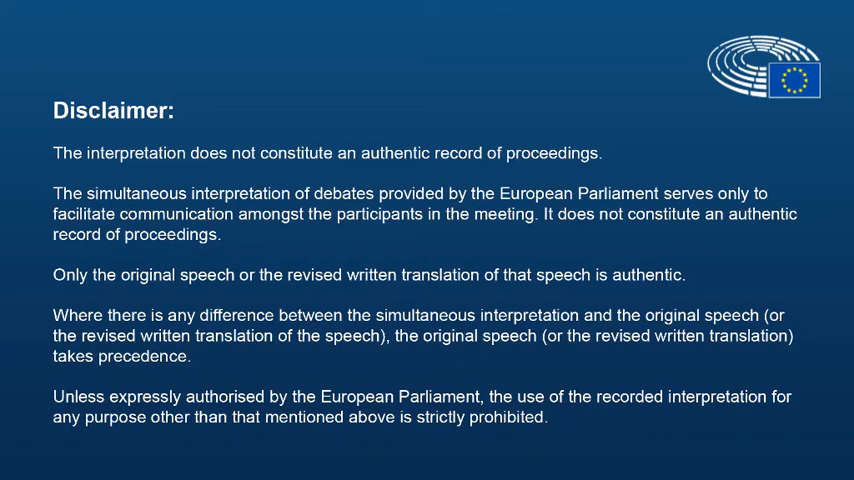 Disclaimer:
The interpretation does not constitute an authentic record of proceedings.
The simultaneous interpretation of debates provided by the European Parliament serves only to
facilitate communication amongst the participants in the meeting. It does not constitute an authentic
record of proceedings.
Only the original speech or the revised written translation of that speech is authentic.
Where there is any difference between the simultaneous interpretation and the original speech (or
the revised written translation of the speech), the original speech (or the revised written translation)
takes precedence.
Unless expressly authorised by the European Parliament, the use of the recorded interpretation for
any purpose other than that mentioned above is strictly prohibited.